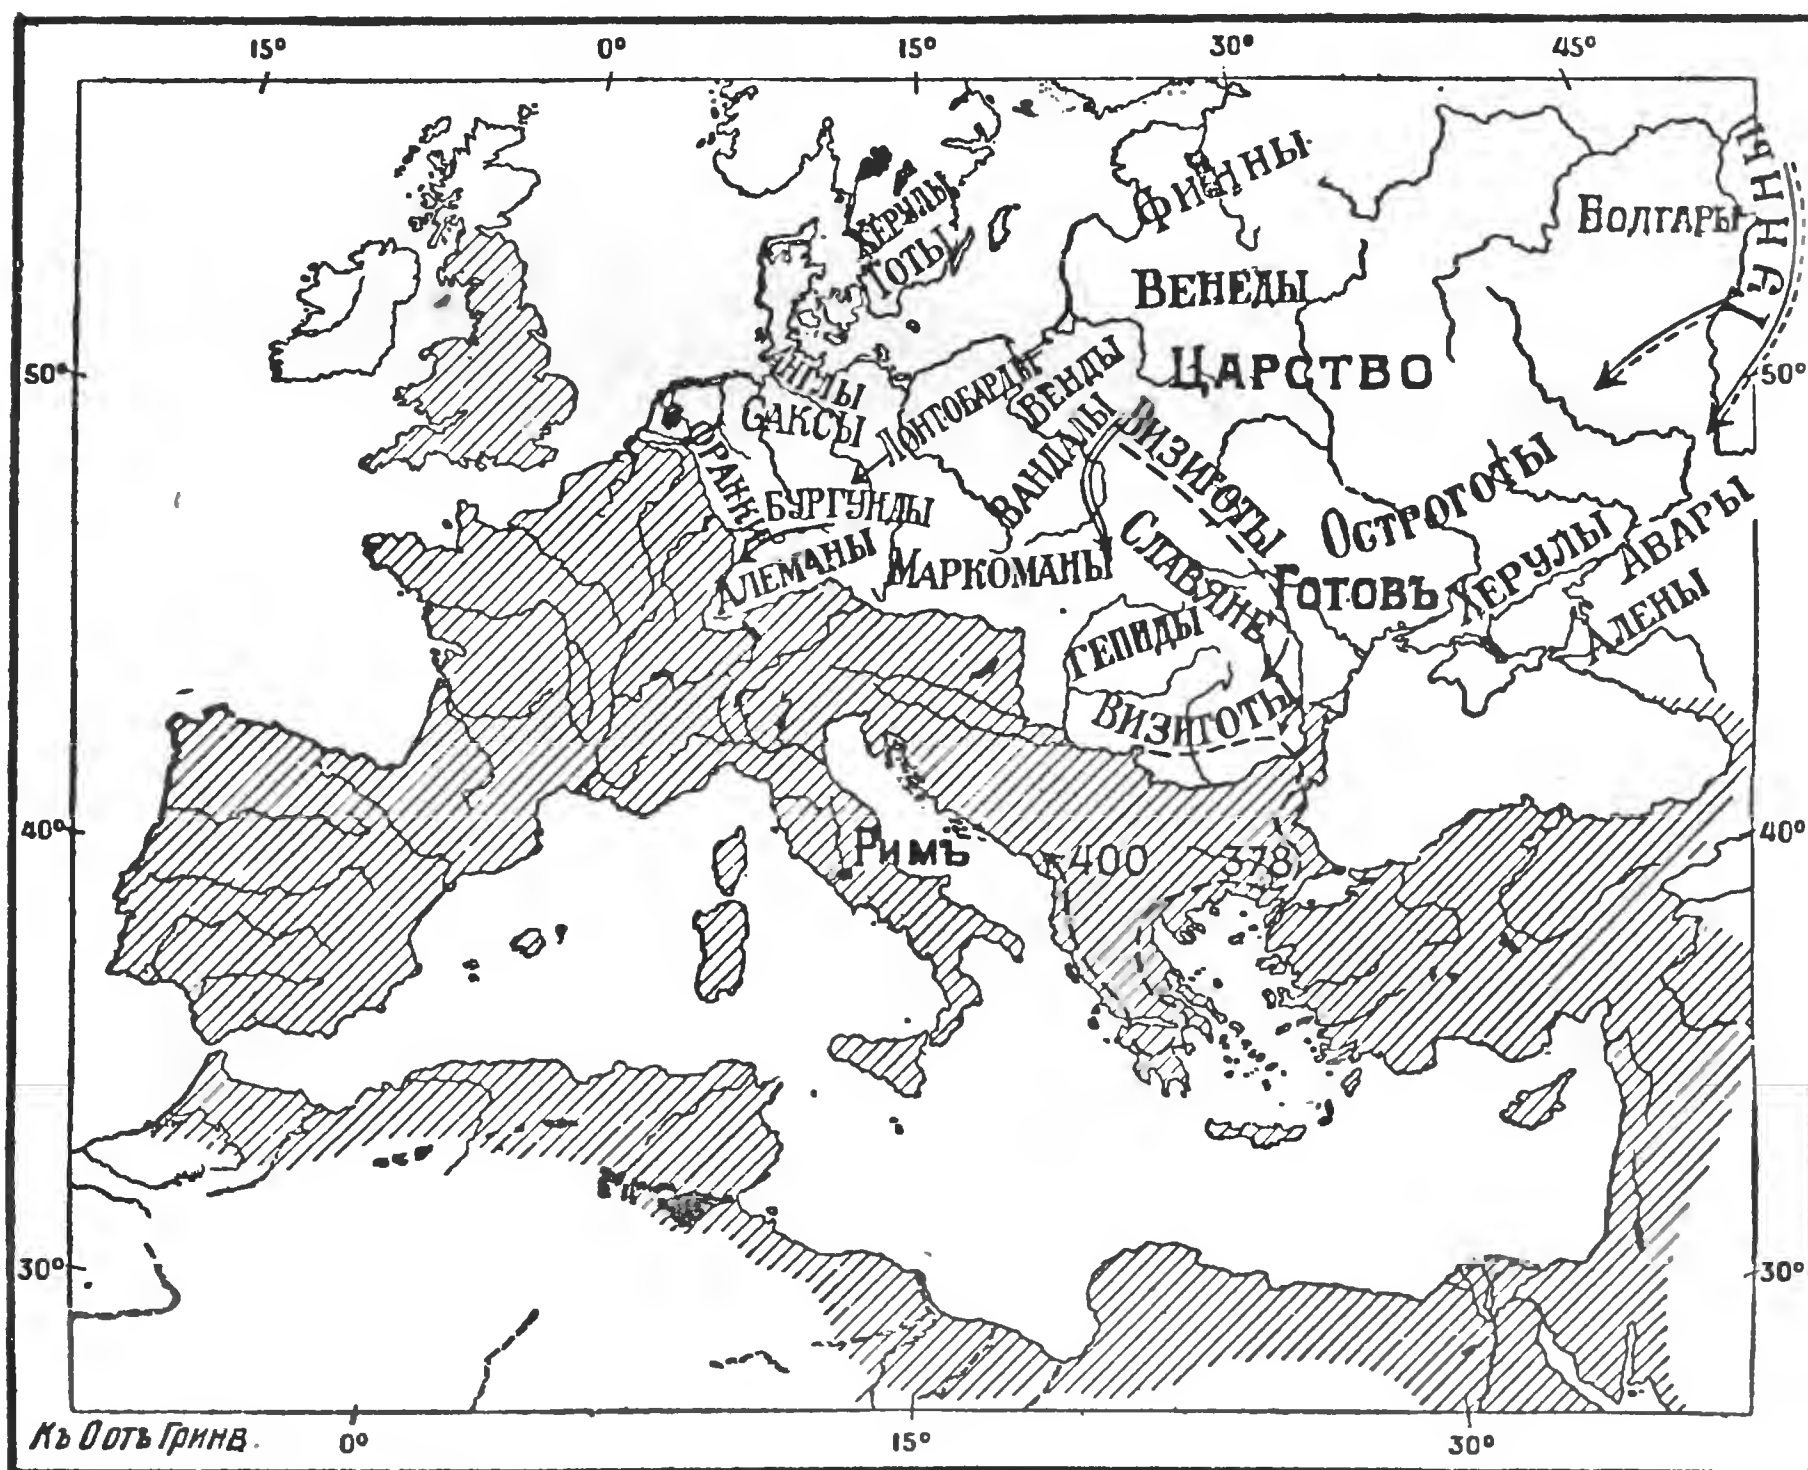 15° 0° 15° 30° 45°
ФИННЫ
ГУННЫ
БОЛГАРЫ
ХЕРУЛЫ
ГОТЫ
ВЕНЕДЫ
50° 50°
ЦАРСТВО
АНГЛЫ
САКСЫ
ЛОНГОБАРДЫ
ВЕНДЫ
ВАНДАЛЫ
ВИЗИГОТЫ
ФРАНКИ
БУРГУНДЫ
ОСТРОГОТЫ
АЛЕМАНЫ
МАРКОМАНЫ
СЛАВЯНЕ
ГОТОВЪ
ХЕРУЛЫ
АВАРЫ
АЛЕНЫ
ГЕПИДЫ
ВИЗИГОТЫ
40° 40°
РИМЪ
400 378
30° 30°
Къ О отъ Гринв.
0° 15° 30°